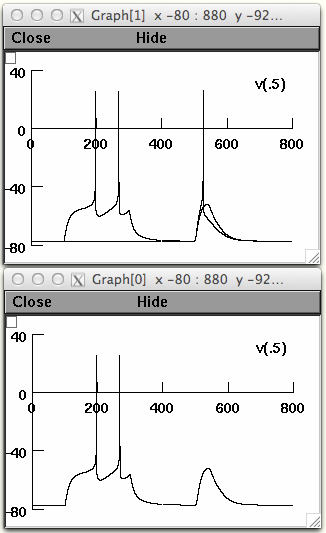 Graph[1] x -80 : 880 y -92...
Close Hide
40
v(.5)
0
200 400 600 800
-40
-80
Graph[0] x -80 : 880 y -92...
Close Hide
40
v(.5)
0
0 200 400 600 800
-40
-80